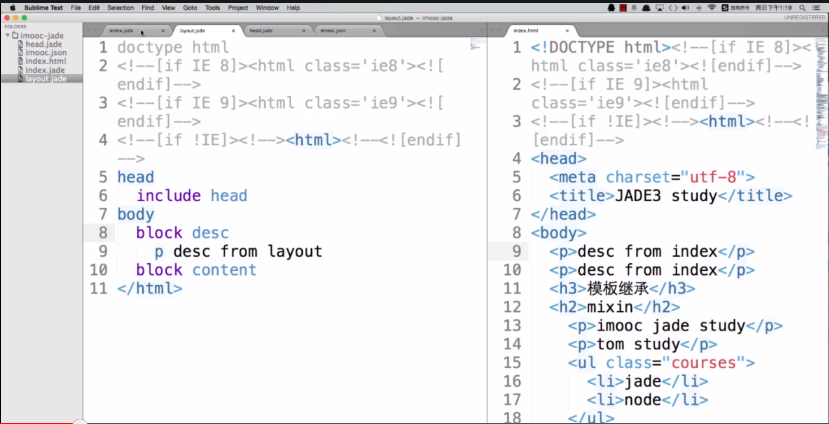 Sublime Text File Edit Selection Find View Goto Tools Project Window Help
周日下午1:19
layout.jade — imooc-jade
UNREGISTERED
FOLDERS
imooc-jade
head.jade
imooc.json
index.html
index.jade
layout.jade
index.jade
layout.jade
head.jade
imooc.json
1 doctype html
2 <!--[if IE 8]><html class='ie8'><![
endif]-->
3 <!--[if IE 9]><html class='ie9'><![
endif]-->
4 <!--[if !IE]><!--><html><!--<![endif]
-->
5 head
6 include head
7 body
8 block desc
9 p desc from layout
10 block content
11 </html>
index.html
1 <!DOCTYPE html><!--[if IE 8]><
html class='ie8'><![endif]-->
2 <!--[if IE 9]><html
class='ie9'><![endif]-->
3 <!--[if !IE]><!--><html><!--<!
[endif]-->
4 <head>
5 <meta charset="utf-8">
6 <title>JADE3 study</title>
7 </head>
8 <body>
9 <p>desc from index</p>
10 <p>desc from index</p>
11 <h3>模板继承</h3>
12 <h2>mixin</h2>
13 <p>imooc jade study</p>
14 <p>tom study</p>
15 <ul class="courses">
16 <li>jade</li>
17 <li>node</li>
18 </ul>